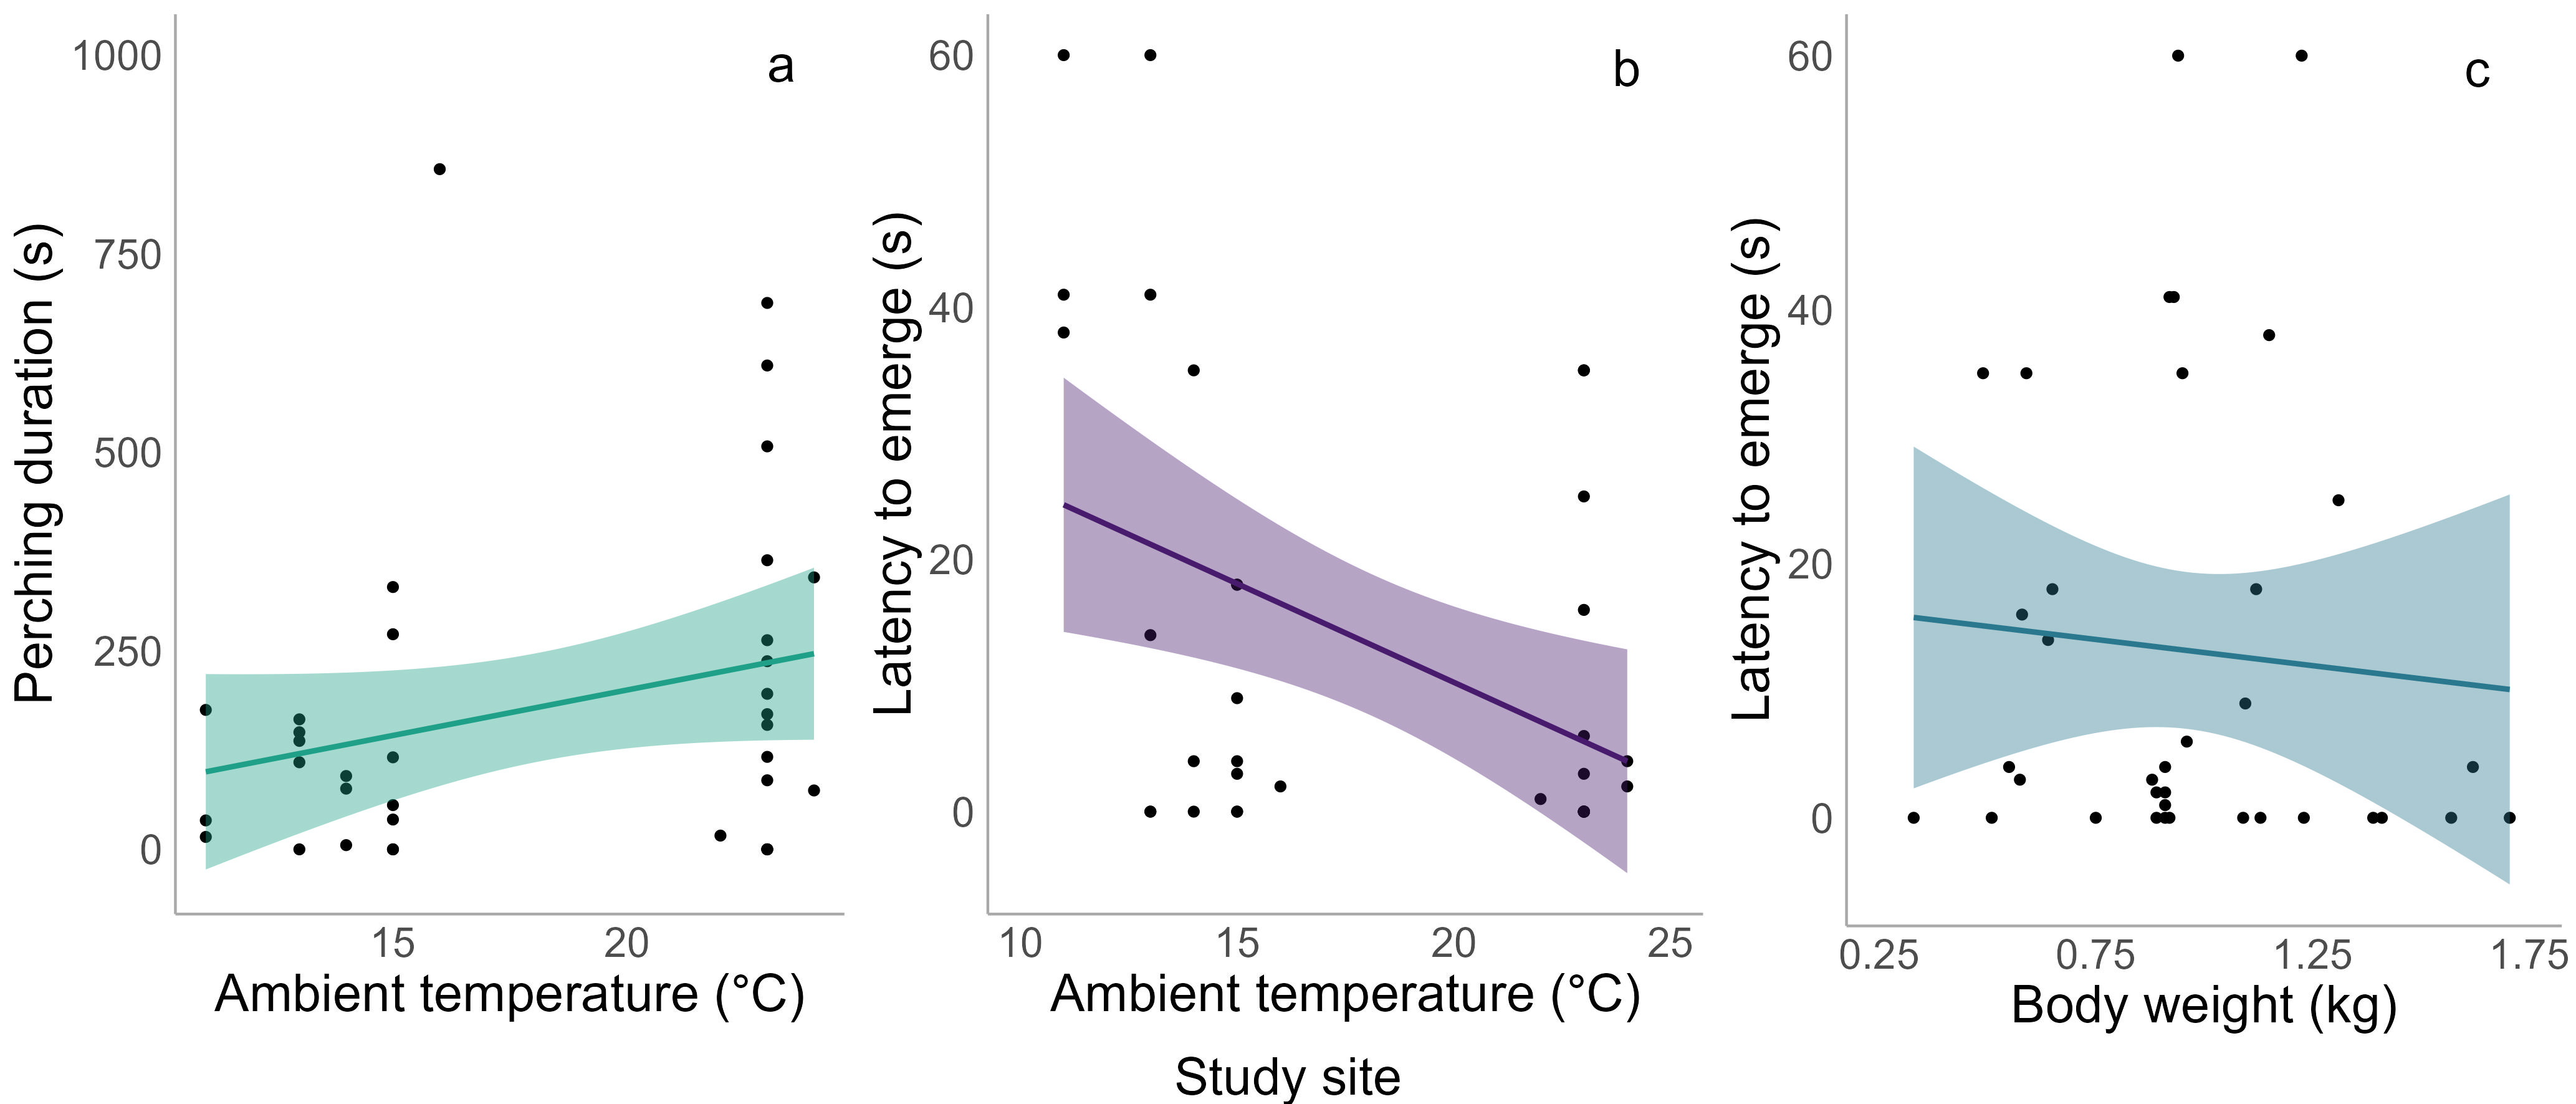 a
1000
750
500
250
0
Perching duration (s)
15 20
Ambient temperature (°C)
b
60
40
20
0
Latency to emerge (s)
10 15 20 25
Ambient temperature (°C)
c
60
40
20
0
Latency to emerge (s)
0.25 0.75 1.25 1.75
Body weight (kg)
Study site